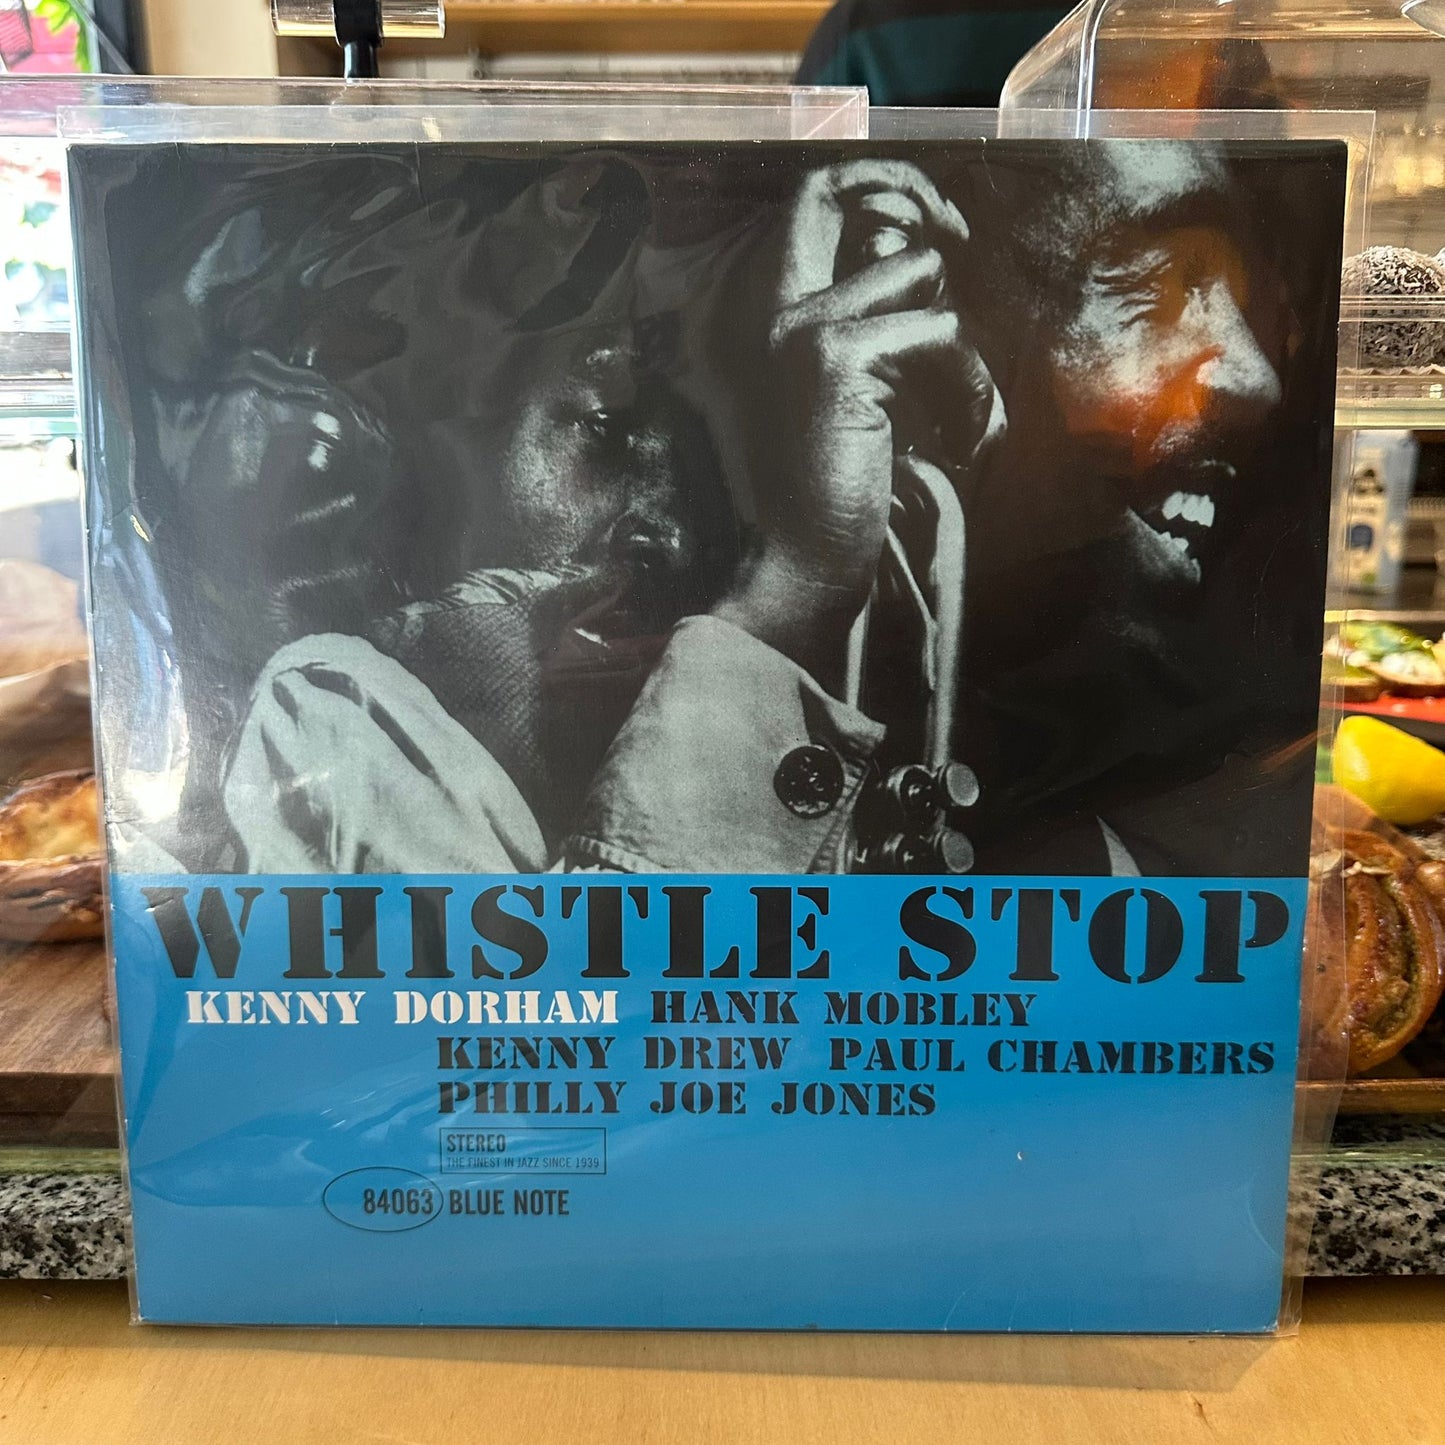 WHISTLE STOP
KENNY DORHAM HANK MOBLEY
KENNY DREW PAUL CHAMBERS
PHILLY JOE JONES
STEREO
THE FINEST IN JAZZ SINCE 1939
84063 BLUE NOTE